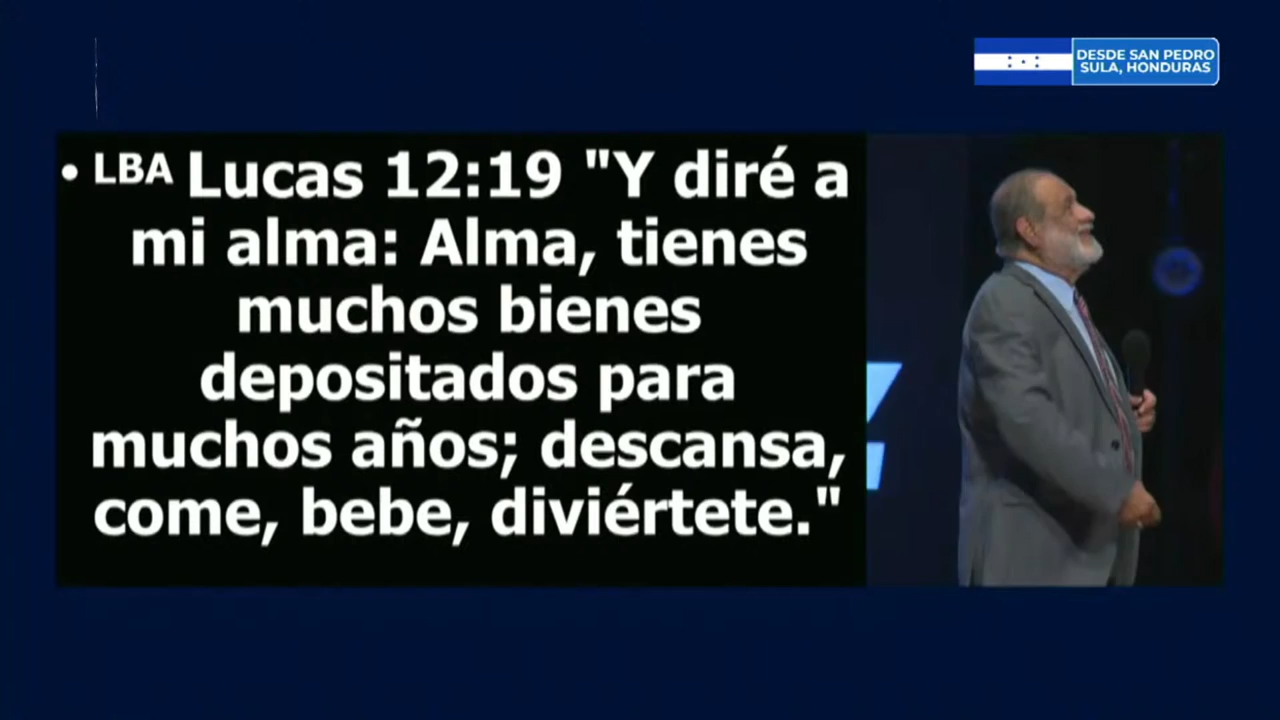 DESDE SAN PEDRO
SULA, HONDURAS
• LBA Lucas 12:19 "Y diré a
mi alma: Alma, tienes
muchos bienes
depositados para
muchos años; descansa,
come, bebe, diviértete."